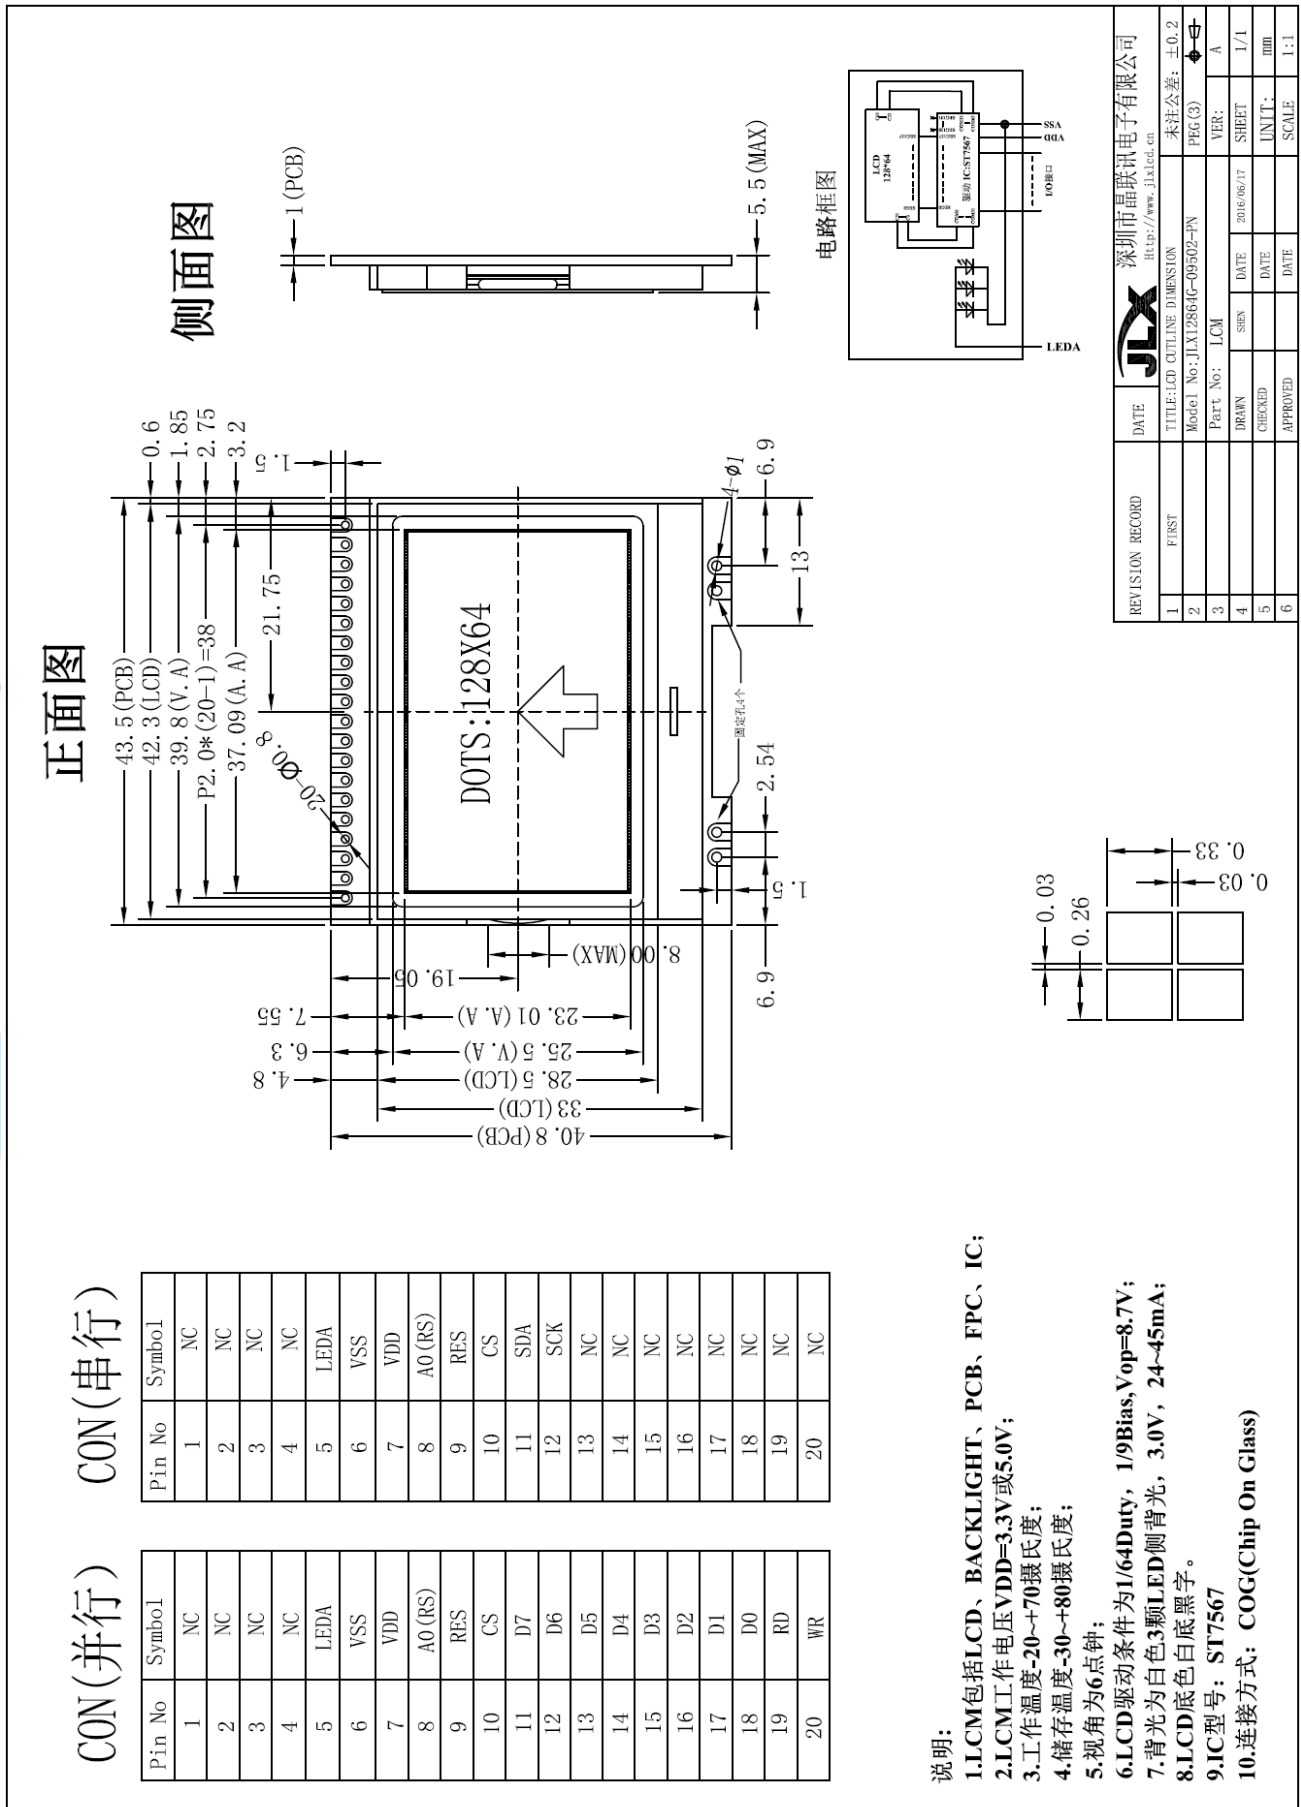 正面图
43.5(PCB)
42.3(LCD)
39.8(V.A)
P2.0*(20-1)=38
37.09(A.A)
21.75
20-Ø0.8
0.6
1.85
2.75
3.2
1.5
40.8(PCB)
33(LCD)
28.5(LCD)
25.5(V.A)
23.01(A.A)
4.8
6.3
7.55
19.05
8.00(MAX)
DOTS:128X64
固定孔4个
1.5
6.9
2.54
13
6.9
4-Ø1
侧面图
1(PCB)
5.5(MAX)
电路框图
LCD
128*64
驱动 IC:ST7567
VSS
VDD
I/O接口
LEDA
0.03
0.26
0.33
0.03
CON(并行)
Pin No Symbol
1 NC
2 NC
3 NC
4 NC
5 LEDA
6 VSS
7 VDD
8 A0(RS)
9 RES
10 CS
11 D7
12 D6
13 D5
14 D4
15 D3
16 D2
17 D1
18 D0
19 RD
20 WR
CON(串行)
Pin No Symbol
1 NC
2 NC
3 NC
4 NC
5 LEDA
6 VSS
7 VDD
8 A0(RS)
9 RES
10 CS
11 SDA
12 SCK
13 NC
14 NC
15 NC
16 NC
17 NC
18 NC
19 NC
20 NC
说明:
1.LCM包括LCD、BACKLIGHT、PCB、FPC、IC;
2.LCM工作电压VDD=3.3V或5.0V;
3.工作温度-20~+70摄氏度;
4.储存温度-30~+80摄氏度;
5.视角为6点钟;
6.LCD驱动条件为1/64Duty, 1/9Bias,Vop=8.7V;
7.背光为白色3颗LED侧背光, 3.0V, 24~45mA;
8.LCD底色白底黑字。
9.IC型号: ST7567
10.连接方式: COG(Chip On Glass)
REVISION RECORD DATE JLX 深圳市晶联讯电子有限公司
Http://www.jlxlcd.cn
1 FIRST TITLE:LCD CUTLINE DIMENSION 未注公差: ±0.2
2 Model No:JLX12864G-09502-PN PEG(3)
3 Part No: LCM VER: A
4 DRAWN SHEN DATE 2016/06/17 SHEET 1/1
5 CHECKED DATE UNIT: mm
6 APPROVED DATE SCALE 1:1